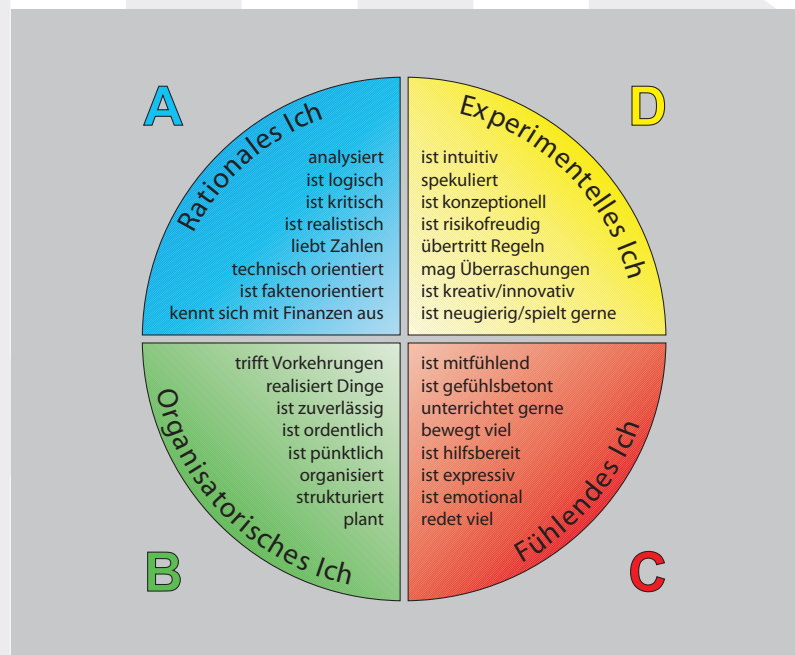 A
Rationales Ich
analysiert
ist logisch
ist kritisch
ist realistisch
liebt Zahlen
technisch orientiert
ist faktenorientiert
kennt sich mit Finanzen aus
D
Experimentelles Ich
ist intuitiv
spekuliert
ist konzeptionell
ist risikofreudig
übertritt Regeln
mag Überraschungen
ist kreativ/innovativ
ist neugierig/spielt gerne
trifft Vorkehrungen
realisiert Dinge
ist zuverlässig
ist ordentlich
ist pünktlich
organisiert
strukturiert
plant
Organisatorisches Ich
B
ist mitfühlend
ist gefühlsbetont
unterrichtet gerne
bewegt viel
ist hilfsbereit
ist expressiv
ist emotional
redet viel
Fühlendes Ich
C